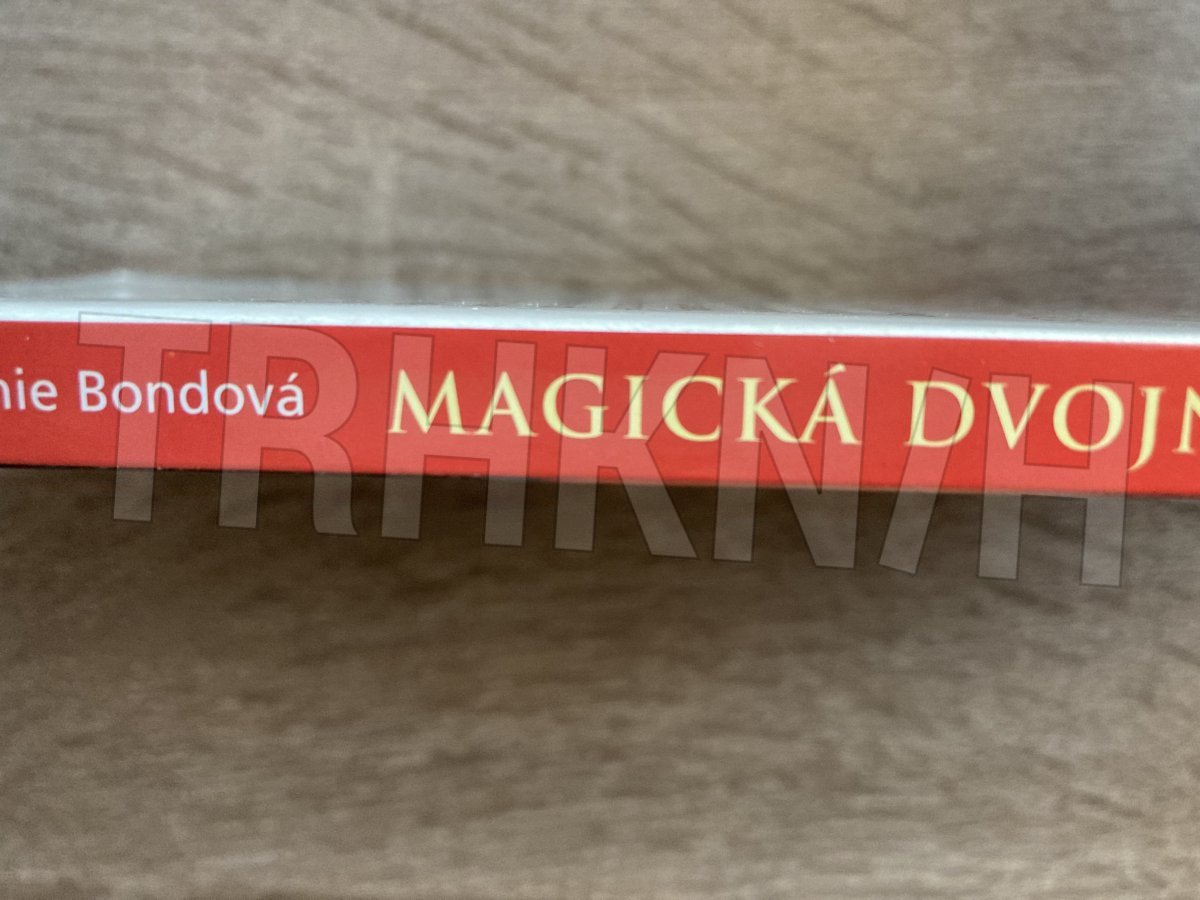 nie Bondová MAGICKÁ DVOJN
TRHKNIH